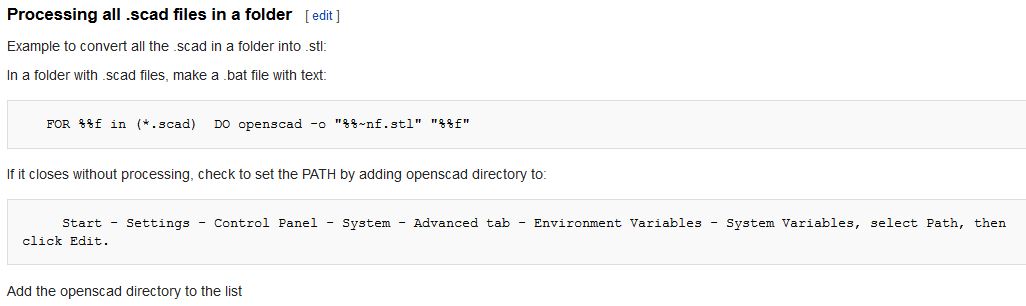 Processing all .scad files in a folder [ edit ]
Example to convert all the .scad in a folder into .stl:
In a folder with .scad files, make a .bat file with text:
FOR %%f in (*.scad)  DO openscad -o "%%~nf.stl" "%%f"
If it closes without processing, check to set the PATH by adding openscad directory to:
Start - Settings - Control Panel - System - Advanced tab - Environment Variables - System Variables, select Path, then
click Edit.
Add the openscad directory to the list